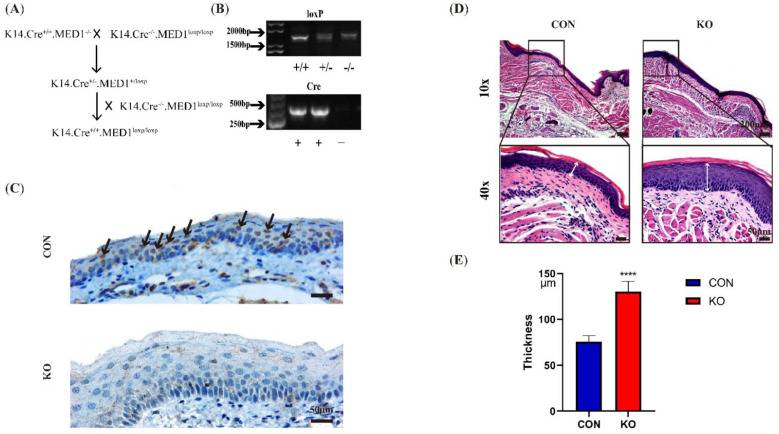 (A)
K14.Cre+/+.MED1-/- X K14.Cre-/-.MED1loxp/loxp
K14.Cre+/-.MED1+/loxp
X K14.Cre-/-.MED1loxp/loxp
K14.Cre+/+.MED1loxp/loxp
(B)
loxP
2000bp
1500bp
+/+ +/- -/-
Cre
500bp
250bp
+ + −
(C)
CON
KO
50μm
(D)
CON KO
10x
200μm
40x
50μm
(E)
150
μm
100
50
0
Thickness
****
CON KO
CON
KO